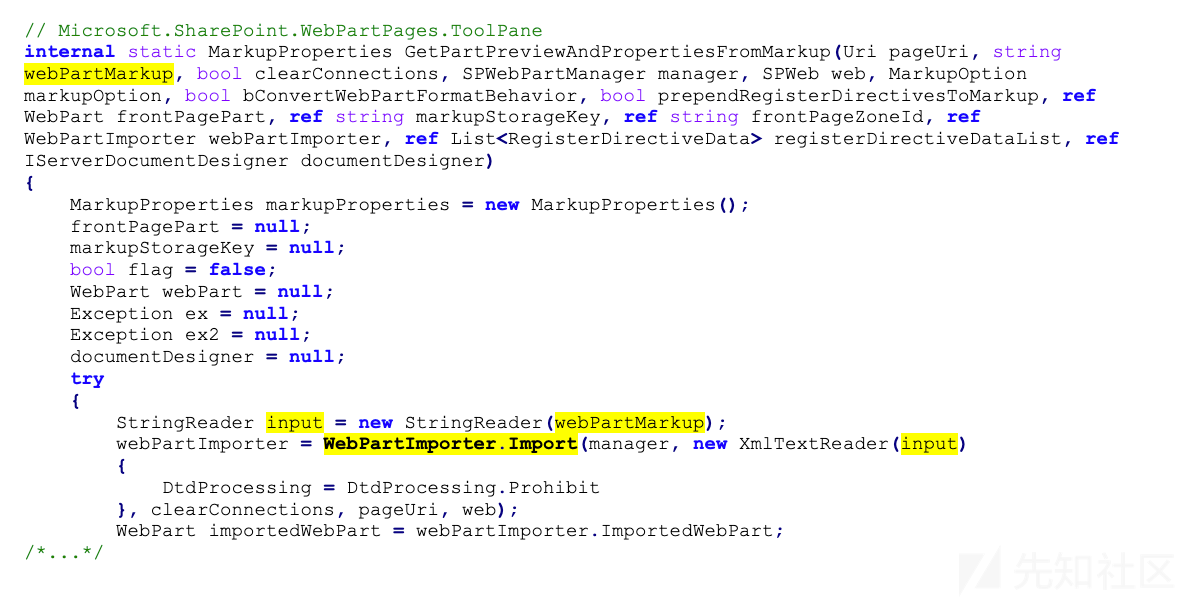 // Microsoft.SharePoint.WebPartPages.ToolPane
internal static MarkupProperties GetPartPreviewAndPropertiesFromMarkup(Uri pageUri, string
webPartMarkup, bool clearConnections, SPWebPartManager manager, SPWeb web, MarkupOption
markupOption, bool bConvertWebPartFormatBehavior, bool prependRegisterDirectivesToMarkup, ref
WebPart frontPagePart, ref string markupStorageKey, ref string frontPageZoneId, ref
WebPartImporter webPartImporter, ref List<RegisterDirectiveData> registerDirectiveDataList, ref
IServerDocumentDesigner documentDesigner)
{
MarkupProperties markupProperties = new MarkupProperties();
frontPagePart = null;
markupStorageKey = null;
bool flag = false;
WebPart webPart = null;
Exception ex = null;
Exception ex2 = null;
documentDesigner = null;
try
{
StringReader input = new StringReader(webPartMarkup);
webPartImporter = WebPartImporter.Import(manager, new XmlTextReader(input)
{
DtdProcessing = DtdProcessing.Prohibit
}, clearConnections, pageUri, web);
WebPart importedWebPart = webPartImporter.ImportedWebPart;
/*...*/
先知社区